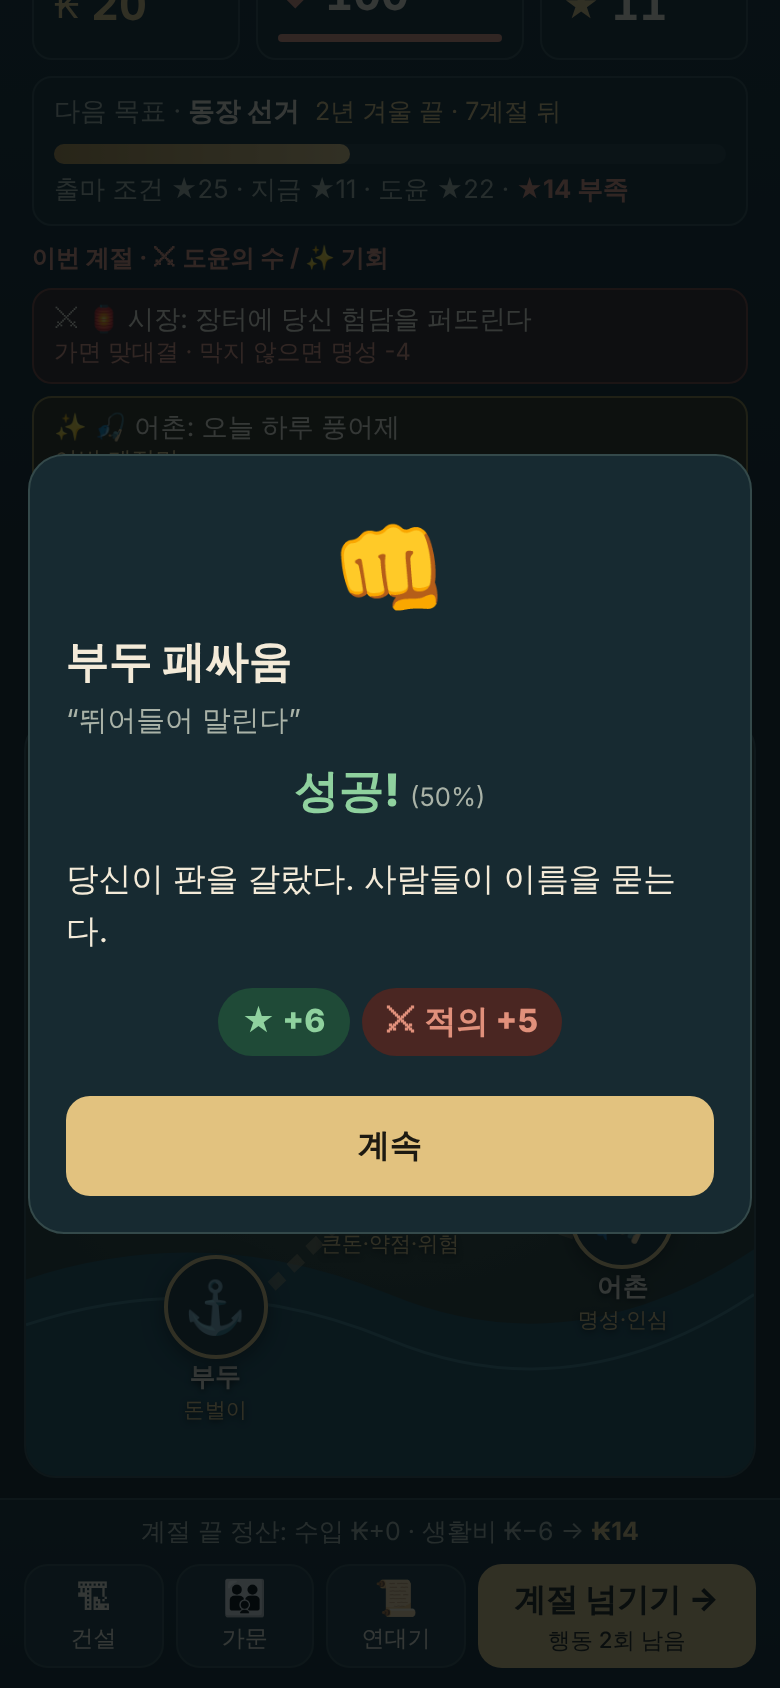 ₭ 20
100
★ 11
다음 목표 · 동장 선거 2년 겨울 끝 · 7계절 뒤
출마 조건 ★25 · 지금 ★11 · 도윤 ★22 · ★14 부족
이번 계절 · ⚔ 도윤의 수 / ✨ 기회
⚔ 🏮 시장: 장터에 당신 험담을 퍼뜨린다
가면 맞대결 · 막지 않으면 명성 -4
✨ 🎣 어촌: 오늘 하루 풍어제
👊
부두 패싸움
“뛰어들어 말린다”
성공! (50%)
당신이 판을 갈랐다. 사람들이 이름을 묻는
다.
★ +6 ⚔ 적의 +5
계속
큰돈·약점·위험
어촌
명성·인심
부두
돈벌이
계절 끝 정산: 수입 ₭+0 · 생활비 ₭−6 → ₭14
건설
가문
연대기
계절 넘기기 →
행동 2회 남음